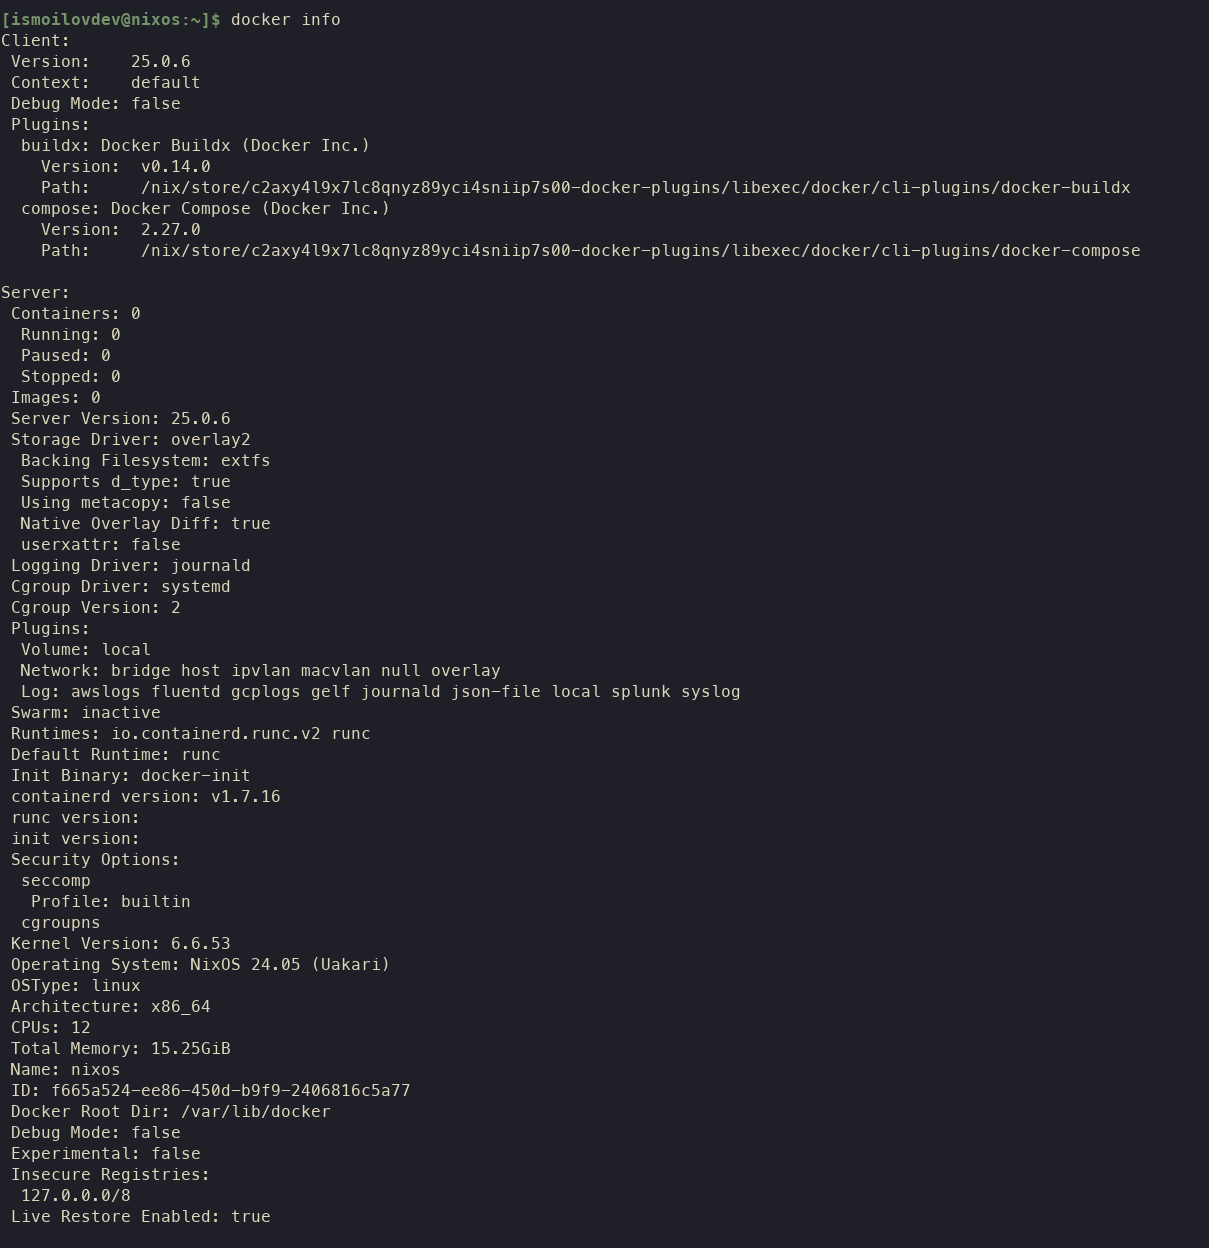 [ismoilovdev@nixos:~]$ docker info
Client:
 Version:    25.0.6
 Context:    default
 Debug Mode: false
 Plugins:
  buildx: Docker Buildx (Docker Inc.)
    Version:  v0.14.0
    Path:     /nix/store/c2axy4l9x7lc8qnyz89yci4sniip7s00-docker-plugins/libexec/docker/cli-plugins/docker-buildx
  compose: Docker Compose (Docker Inc.)
    Version:  2.27.0
    Path:     /nix/store/c2axy4l9x7lc8qnyz89yci4sniip7s00-docker-plugins/libexec/docker/cli-plugins/docker-compose

Server:
 Containers: 0
  Running: 0
  Paused: 0
  Stopped: 0
 Images: 0
 Server Version: 25.0.6
 Storage Driver: overlay2
  Backing Filesystem: extfs
  Supports d_type: true
  Using metacopy: false
  Native Overlay Diff: true
  userxattr: false
 Logging Driver: journald
 Cgroup Driver: systemd
 Cgroup Version: 2
 Plugins:
  Volume: local
  Network: bridge host ipvlan macvlan null overlay
  Log: awslogs fluentd gcplogs gelf journald json-file local splunk syslog
 Swarm: inactive
 Runtimes: io.containerd.runc.v2 runc
 Default Runtime: runc
 Init Binary: docker-init
 containerd version: v1.7.16
 runc version:
 init version:
 Security Options:
  seccomp
   Profile: builtin
  cgroupns
 Kernel Version: 6.6.53
 Operating System: NixOS 24.05 (Uakari)
 OSType: linux
 Architecture: x86_64
 CPUs: 12
 Total Memory: 15.25GiB
 Name: nixos
 ID: f665a524-ee86-450d-b9f9-2406816c5a77
 Docker Root Dir: /var/lib/docker
 Debug Mode: false
 Experimental: false
 Insecure Registries:
  127.0.0.0/8
 Live Restore Enabled: true